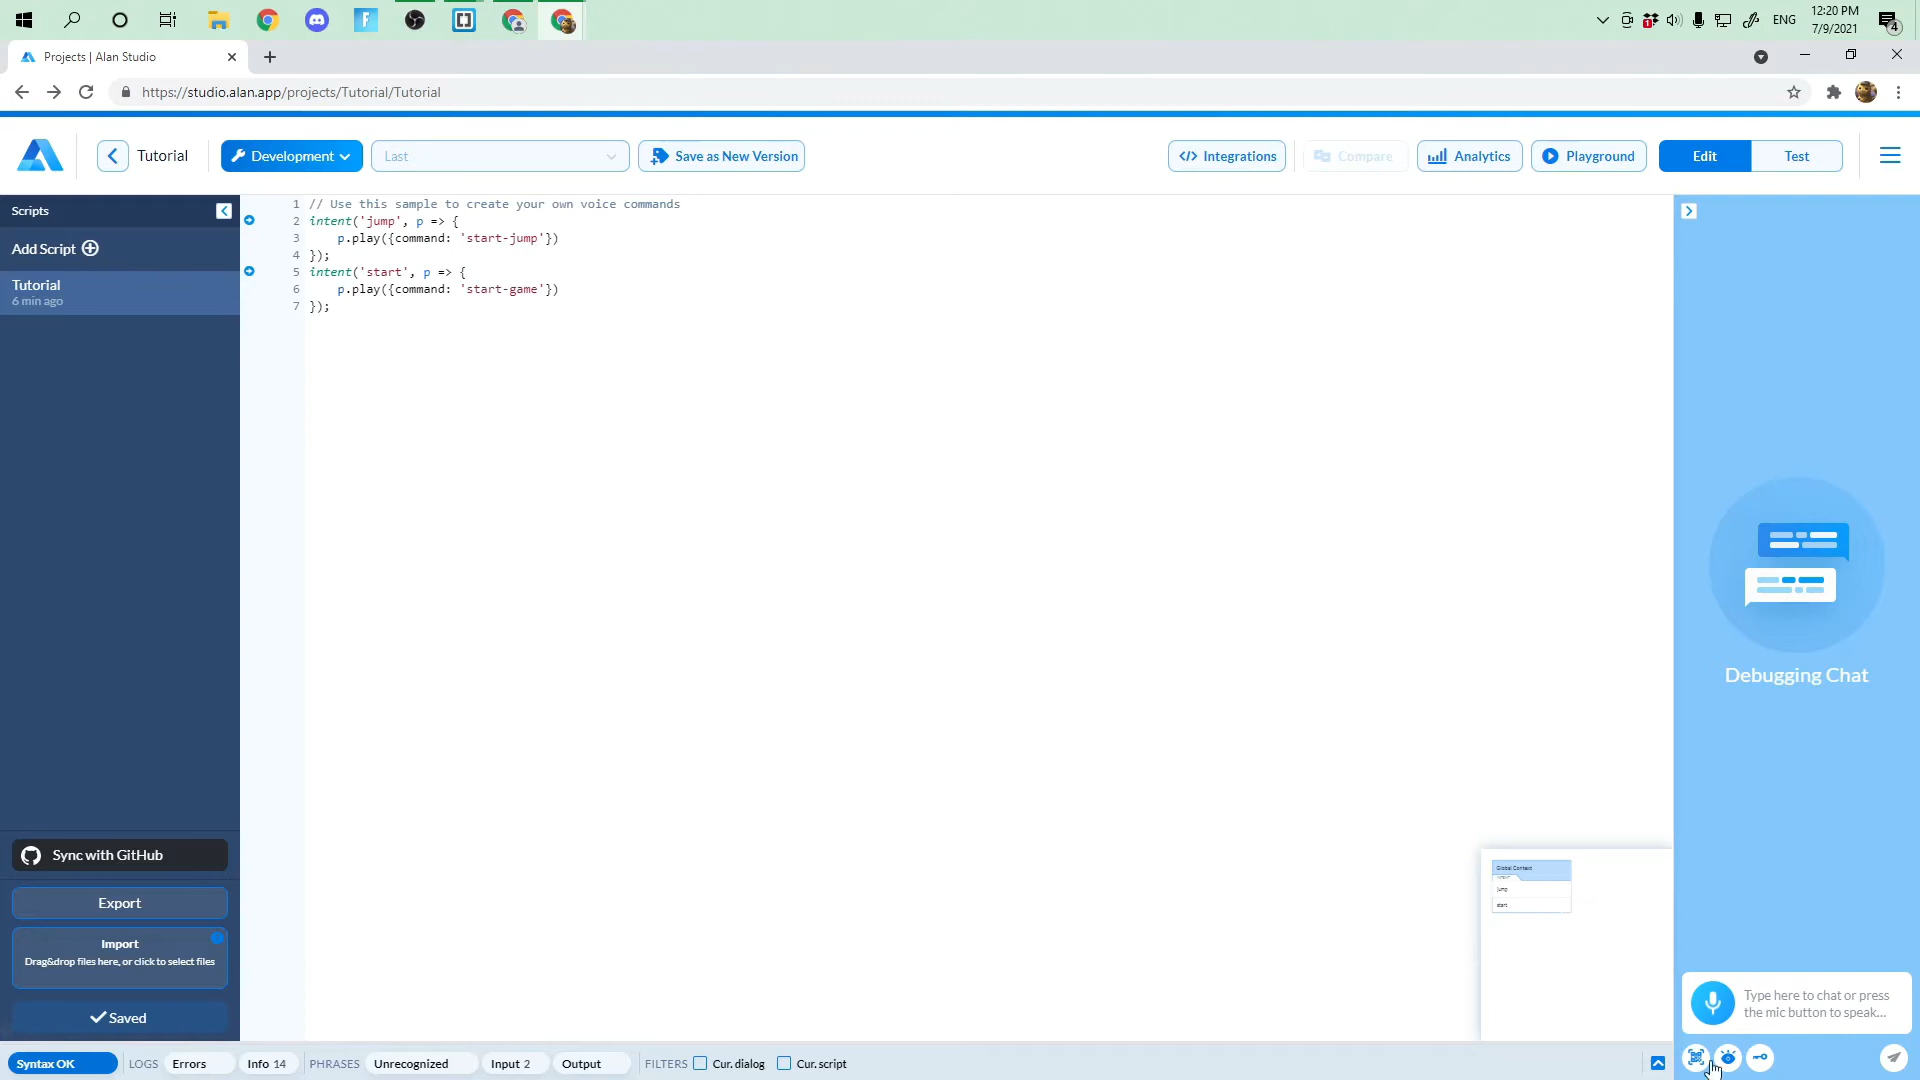 12:20 PM
ENG
7/9/2021
4
Projects | Alan Studio
https://studio.alan.app/projects/Tutorial/Tutorial
Tutorial
Development
Last
Save as New Version
</> Integrations
Compare
Analytics
Playground
Edit
Test
Scripts
Add Script
Tutorial
6 min ago
1 // Use this sample to create your own voice commands
2 intent('jump', p => {
3 p.play({command: 'start-jump'})
4 });
5 intent('start', p => {
6 p.play({command: 'start-game'})
7 });
Debugging Chat
Global Context
jump
start
Sync with GitHub
Export
Import
Drag&drop files here, or click to select files
Saved
Type here to chat or press
the mic button to speak...
Syntax OK
LOGS
Errors
Info 14
PHRASES
Unrecognized
Input 2
Output
FILTERS
Cur. dialog
Cur. script